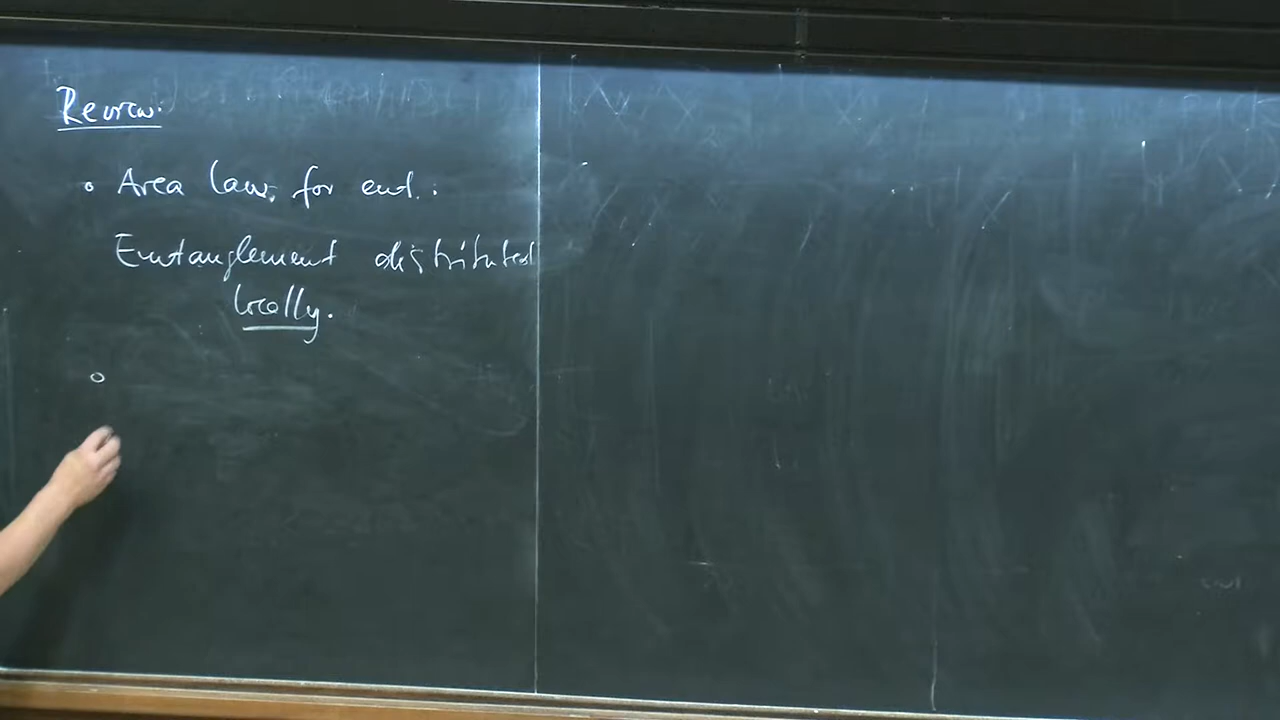 Review:
∘ Area law for ent.:
Entanglement distributed
locally.
∘